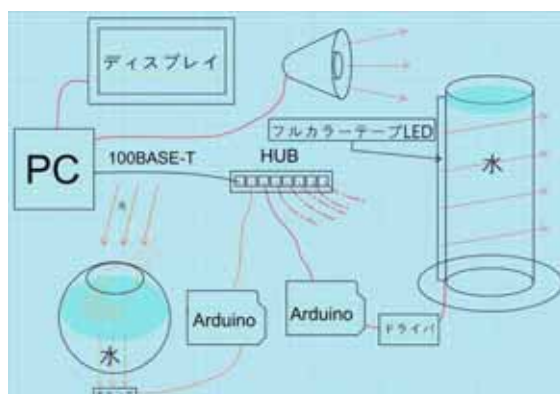 ディスプレイ
フルカラーテープLED
PC
100BASE-T
HUB
水
水
Arduino
Arduino
ドライバ